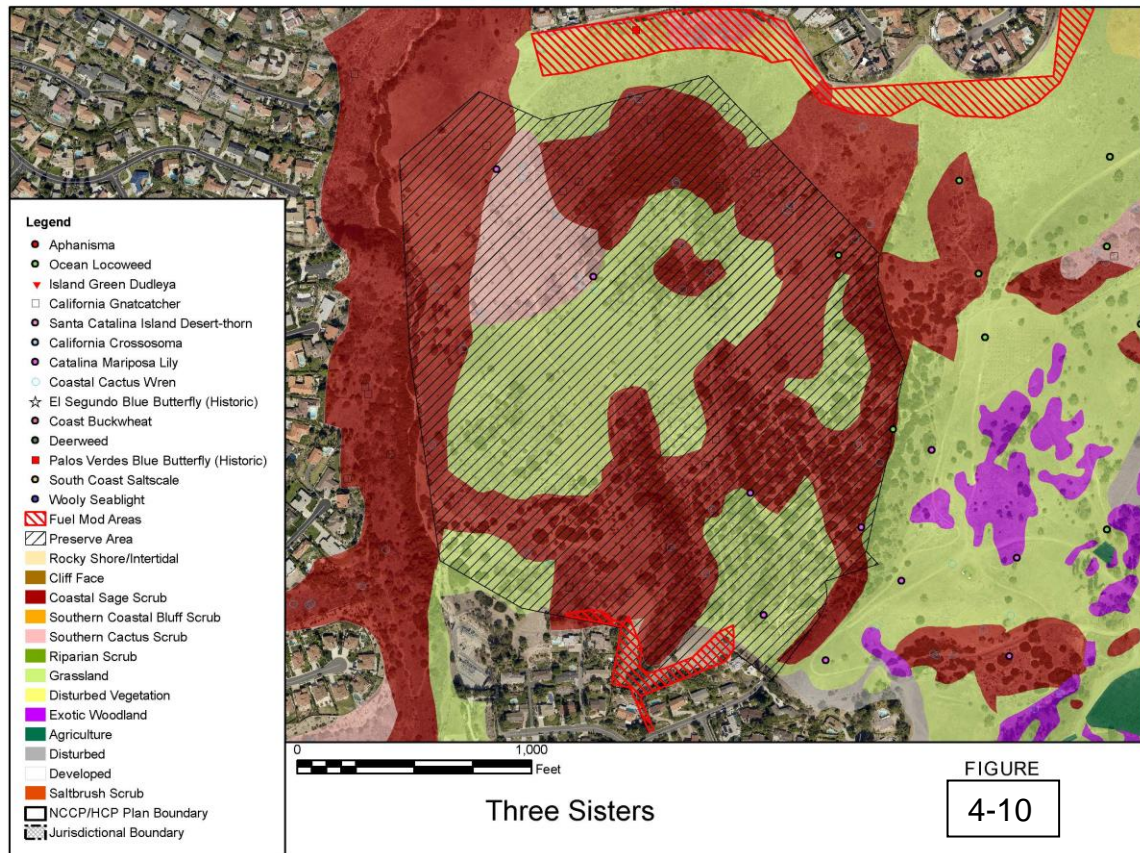 Legend
Aphanisma
Ocean Locoweed
Island Green Dudleya
California Gnatcatcher
Santa Catalina Island Desert-thorn
California Crossosoma
Catalina Mariposa Lily
Coastal Cactus Wren
El Segundo Blue Butterfly (Historic)
Coast Buckwheat
Deerweed
Palos Verdes Blue Butterfly (Historic)
South Coast Saltscale
Wooly Seablight
Fuel Mod Areas
Preserve Area
Rocky Shore/Intertidal
Cliff Face
Coastal Sage Scrub
Southern Coastal Bluff Scrub
Southern Cactus Scrub
Riparian Scrub
Grassland
Disturbed Vegetation
Exotic Woodland
Agriculture
Disturbed
Developed
Saltbrush Scrub
NCCP/HCP Plan Boundary
Jurisdictional Boundary
0 1,000
Feet
Three Sisters
FIGURE
4-10